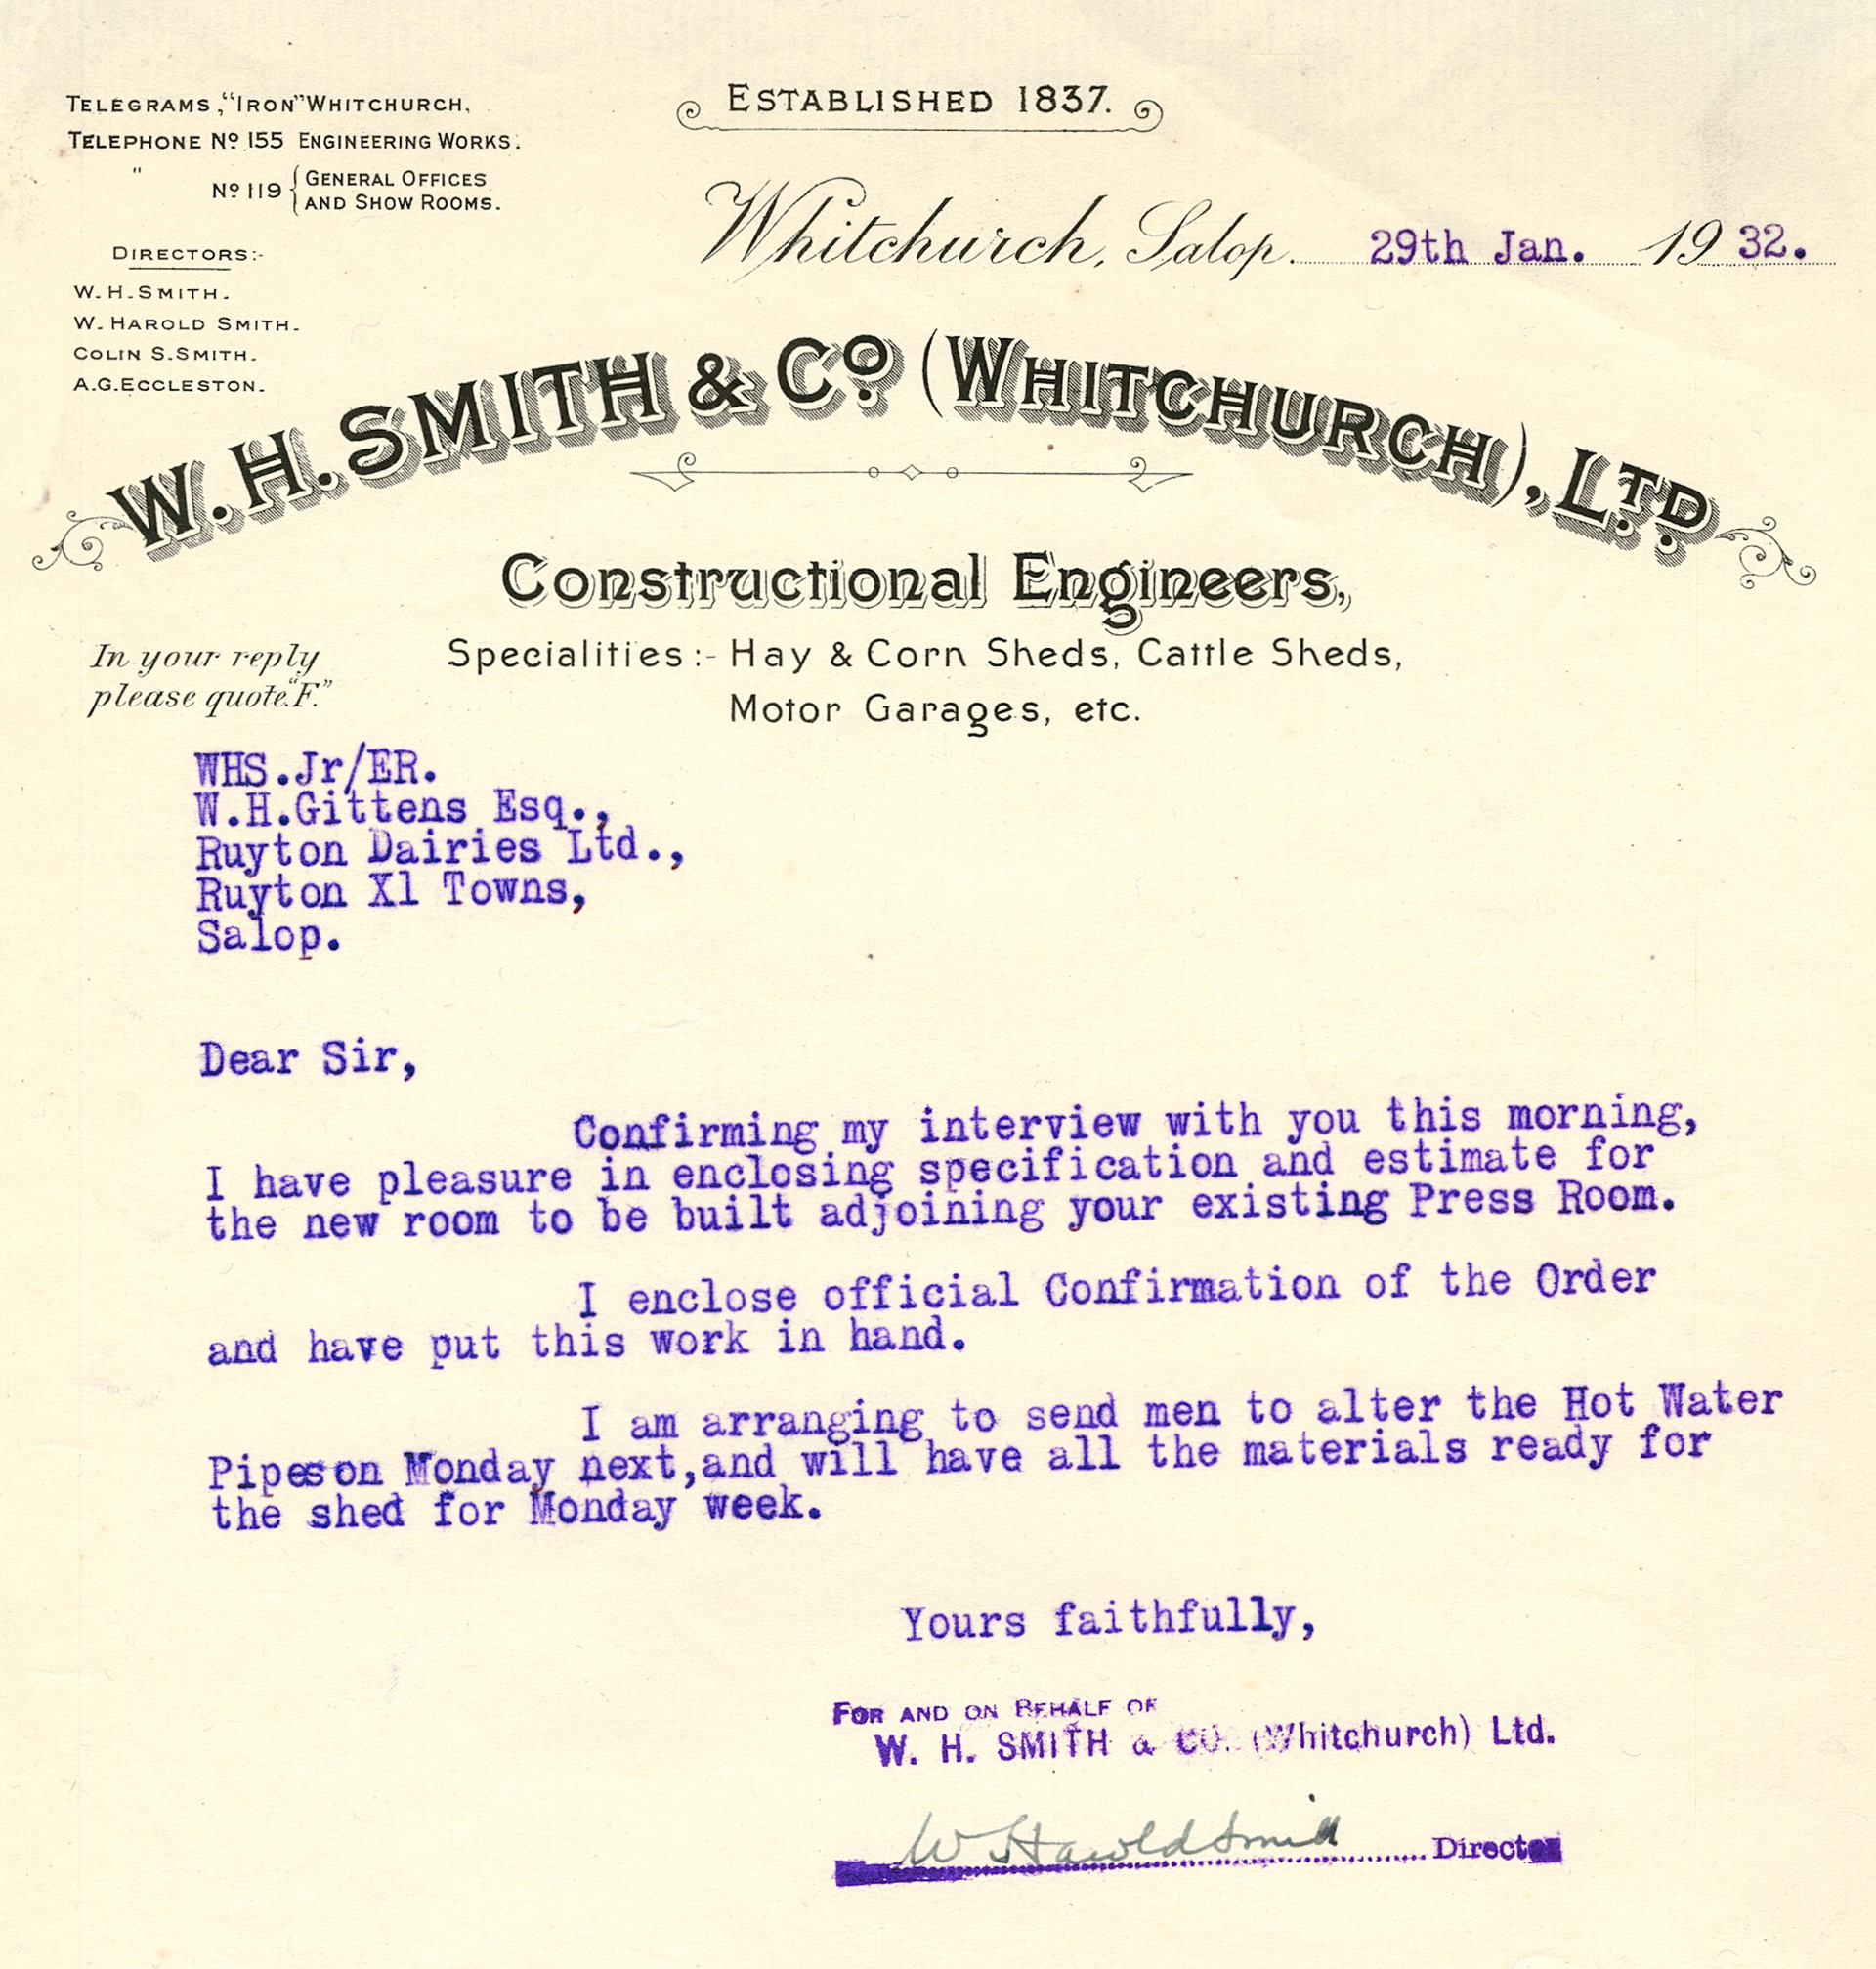 TELEGRAMS, "IRON" WHITCHURCH,
TELEPHONE No 155 ENGINEERING WORKS.
" No 119 { GENERAL OFFICES
AND SHOW ROOMS.
DIRECTORS:-
W.H.SMITH.
W. HAROLD SMITH.
COLIN S.SMITH.
A.G.ECCLESTON.
ESTABLISHED 1837.
Whitchurch, Salop. 29th Jan. 1932.
W. H. SMITH & Co (WHITCHURCH), LTD.
Constructional Engineers,
Specialities:- Hay & Corn Sheds, Cattle Sheds,
Motor Garages, etc.
In your reply
please quote "F."
WHS.Jr/ER.
W.H.Gittens Esq.,
Ruyton Dairies Ltd.,
Ruyton Xl Towns,
Salop.
Dear Sir,
Confirming my interview with you this morning,
I have pleasure in enclosing specification and estimate for
the new room to be built adjoining your existing Press Room.
I enclose official Confirmation of the Order
and have put this work in hand.
I am arranging to send men to alter the Hot Water
Pipeson Monday next,and will have all the materials ready for
the shed for Monday week.
Yours faithfully,
FOR AND ON BEHALF OF
W. H. SMITH & CO. (Whitchurch) Ltd.
W Harold Smith Director